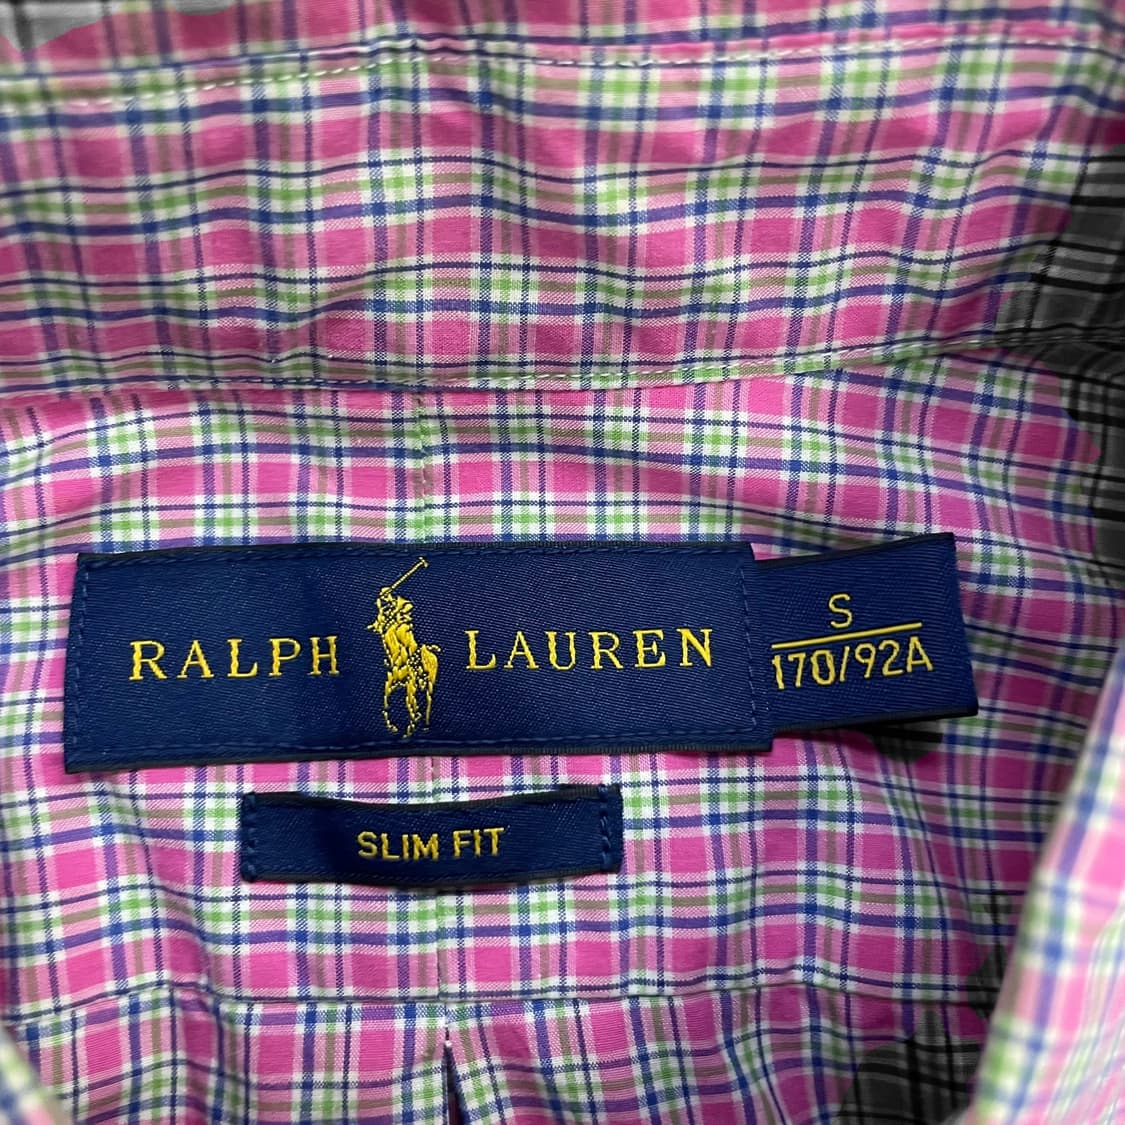 RALPH LAUREN
S
170/92A
SLIM FIT